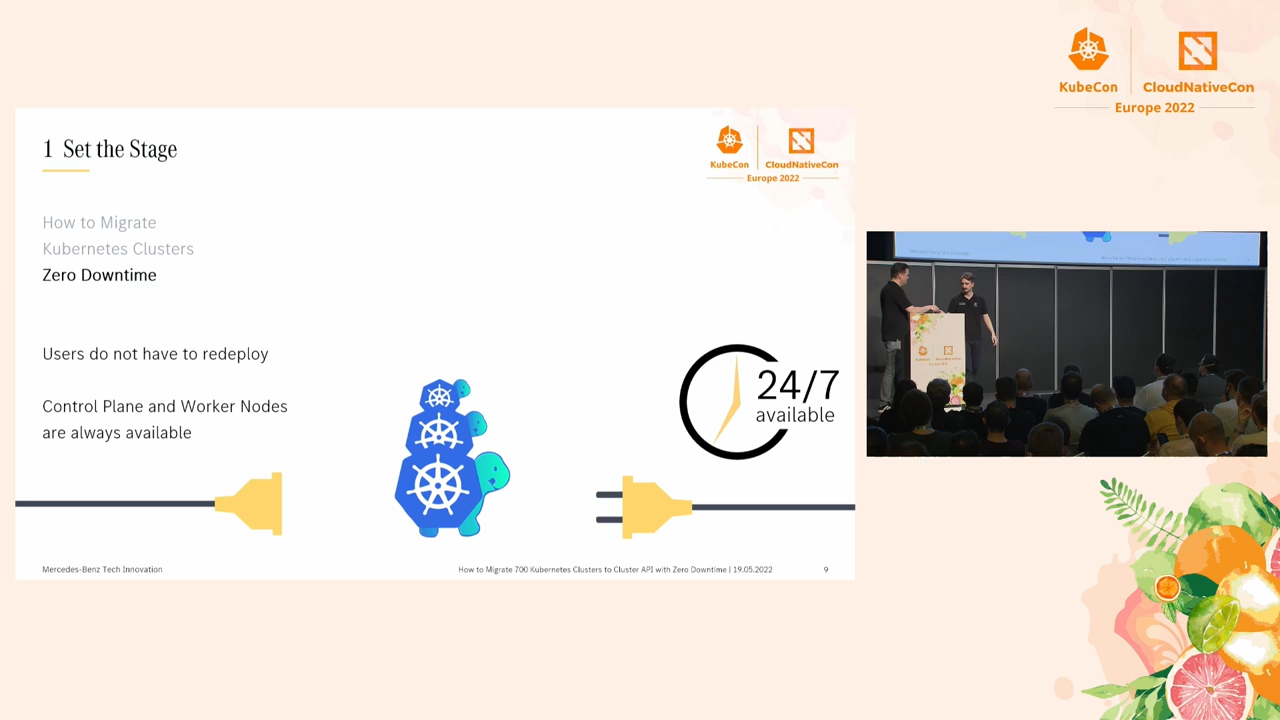 KubeCon
CloudNativeCon
Europe 2022
1 Set the Stage
KubeCon
CloudNativeCon
Europe 2022
How to Migrate
Kubernetes Clusters
Zero Downtime
Users do not have to redeploy
Control Plane and Worker Nodes
are always available
24/7
available
Mercedes-Benz Tech Innovation
How to Migrate 700 Kubernetes Clusters to Cluster API with Zero Downtime | 19.05.2022
9